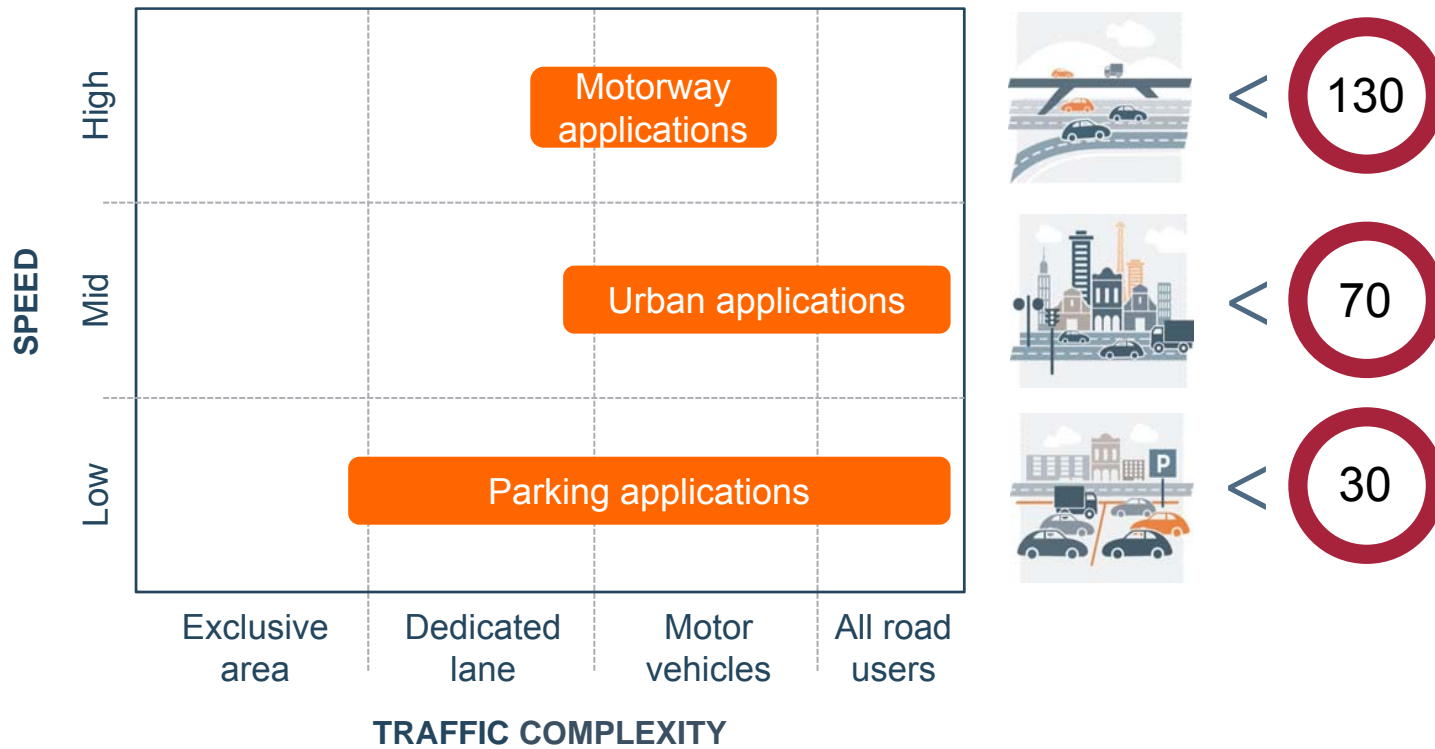 SPEED
High
Motorway
applications
<
130
Mid
Urban applications
<
70
Low
Parking applications
P
<
30
Exclusive
area
Dedicated
lane
Motor
vehicles
All road
users
TRAFFIC COMPLEXITY